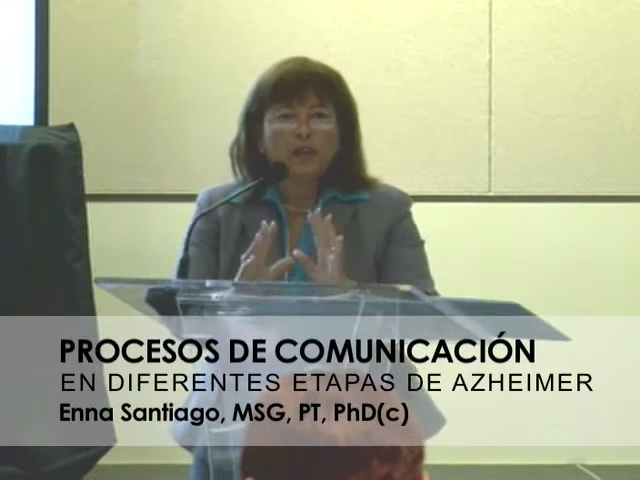 PROCESOS DE COMUNICACIÓN
EN DIFERENTES ETAPAS DE AZHEIMER
Enna Santiago, MSG, PT, PhD(c)